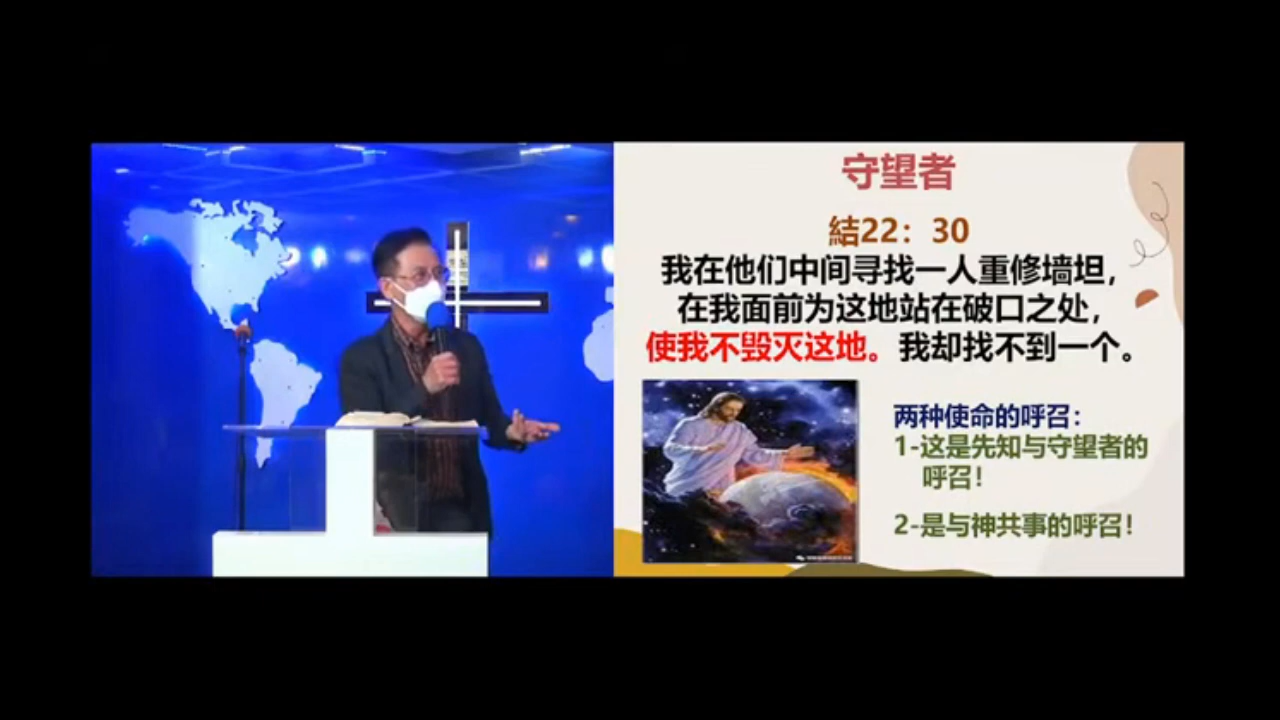 守望者
結22：30
我在他们中间寻找一人重修墙坦，
在我面前为这地站在破口之处，
使我不毁灭这地。我却找不到一个。
两种使命的呼召：
1-这是先知与守望者的
呼召！
2-是与神共事的呼召！